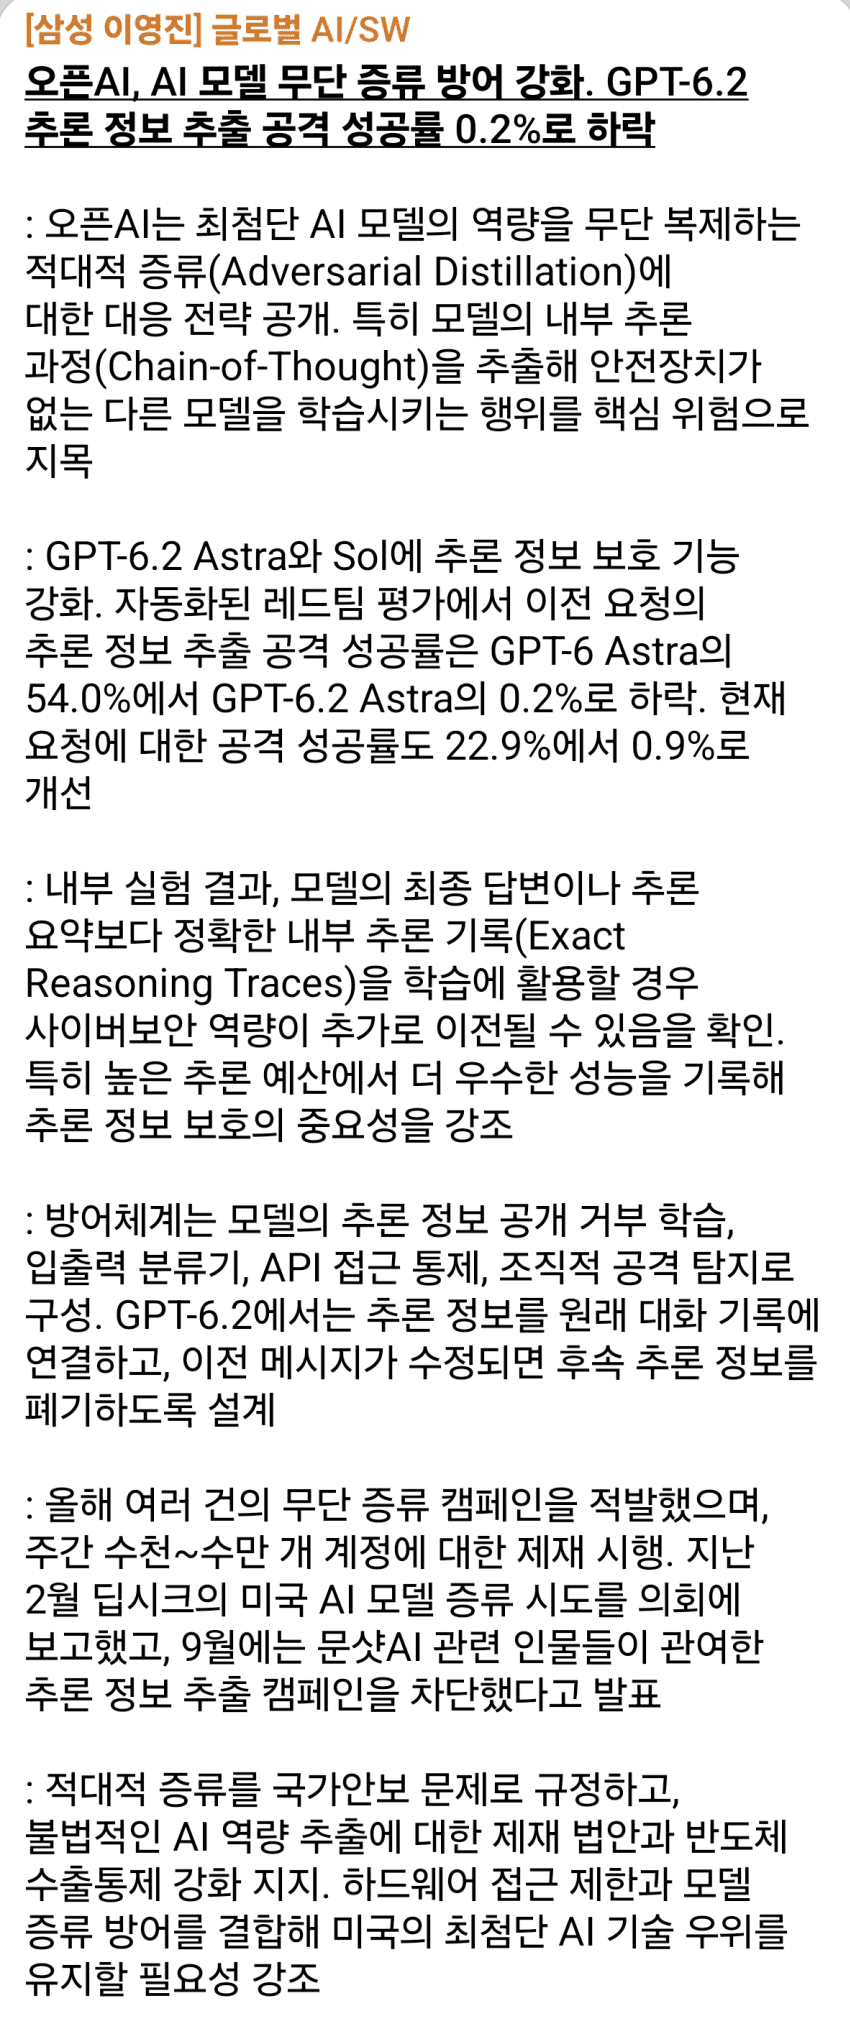 [삼성 이영진] 글로벌 AI/SW
오픈AI, AI 모델 무단 증류 방어 강화. GPT-6.2
추론 정보 추출 공격 성공률 0.2%로 하락
: 오픈AI는 최첨단 AI 모델의 역량을 무단 복제하는
적대적 증류(Adversarial Distillation)에
대한 대응 전략 공개. 특히 모델의 내부 추론
과정(Chain-of-Thought)을 추출해 안전장치가
없는 다른 모델을 학습시키는 행위를 핵심 위험으로
지목
: GPT-6.2 Astra와 Sol에 추론 정보 보호 기능
강화. 자동화된 레드팀 평가에서 이전 요청의
추론 정보 추출 공격 성공률은 GPT-6 Astra의
54.0%에서 GPT-6.2 Astra의 0.2%로 하락. 현재
요청에 대한 공격 성공률도 22.9%에서 0.9%로
개선
: 내부 실험 결과, 모델의 최종 답변이나 추론
요약보다 정확한 내부 추론 기록(Exact
Reasoning Traces)을 학습에 활용할 경우
사이버보안 역량이 추가로 이전될 수 있음을 확인.
특히 높은 추론 예산에서 더 우수한 성능을 기록해
추론 정보 보호의 중요성을 강조
: 방어체계는 모델의 추론 정보 공개 거부 학습,
입출력 분류기, API 접근 통제, 조직적 공격 탐지로
구성. GPT-6.2에서는 추론 정보를 원래 대화 기록에
연결하고, 이전 메시지가 수정되면 후속 추론 정보를
폐기하도록 설계
: 올해 여러 건의 무단 증류 캠페인을 적발했으며,
주간 수천~수만 개 계정에 대한 제재 시행. 지난
2월 딥시크의 미국 AI 모델 증류 시도를 의회에
보고했고, 9월에는 문샷AI 관련 인물들이 관여한
추론 정보 추출 캠페인을 차단했다고 발표
: 적대적 증류를 국가안보 문제로 규정하고,
불법적인 AI 역량 추출에 대한 제재 법안과 반도체
수출통제 강화 지지. 하드웨어 접근 제한과 모델
증류 방어를 결합해 미국의 최첨단 AI 기술 우위를
유지할 필요성 강조